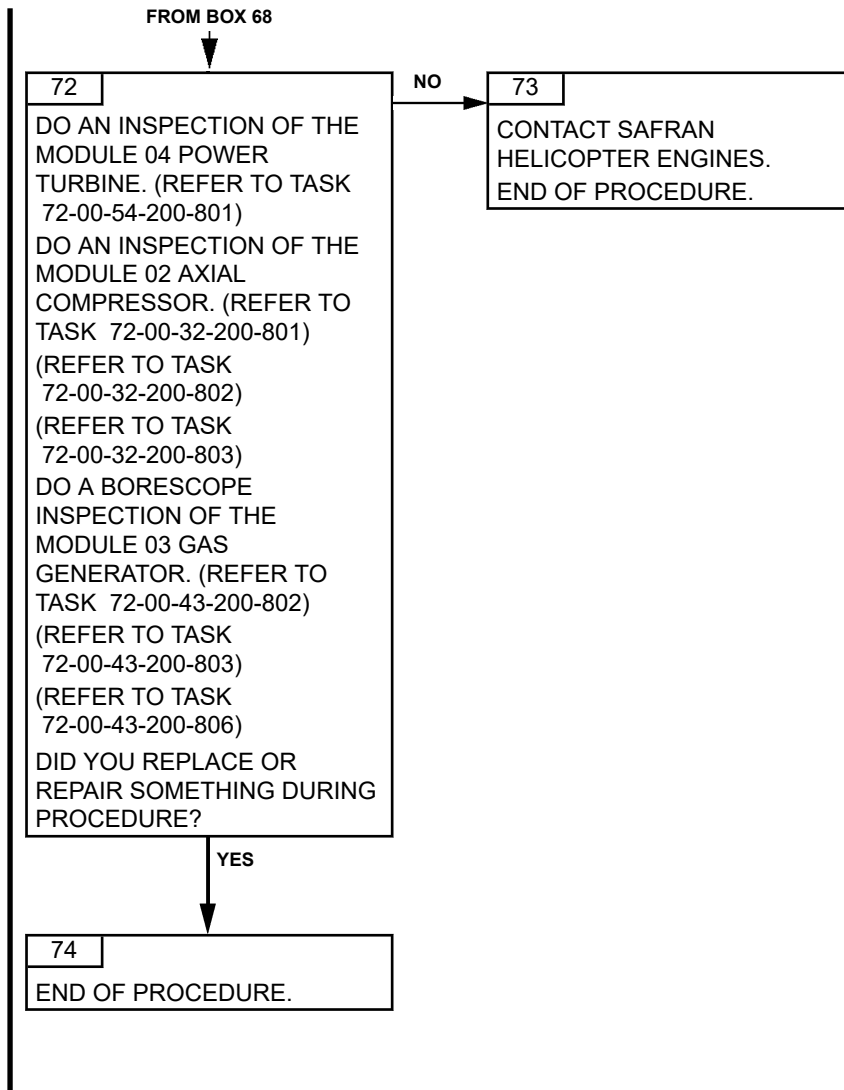 FROM BOX 68
72
DO AN INSPECTION OF THE
MODULE 04 POWER
TURBINE. (REFER TO TASK
72-00-54-200-801)
DO AN INSPECTION OF THE
MODULE 02 AXIAL
COMPRESSOR. (REFER TO
TASK 72-00-32-200-801)
(REFER TO TASK
72-00-32-200-802)
(REFER TO TASK
72-00-32-200-803)
DO A BORESCOPE
INSPECTION OF THE
MODULE 03 GAS
GENERATOR. (REFER TO
TASK 72-00-43-200-802)
(REFER TO TASK
72-00-43-200-803)
(REFER TO TASK
72-00-43-200-806)
DID YOU REPLACE OR
REPAIR SOMETHING DURING
PROCEDURE?
NO
73
CONTACT SAFRAN
HELICOPTER ENGINES.
END OF PROCEDURE.
YES
74
END OF PROCEDURE.